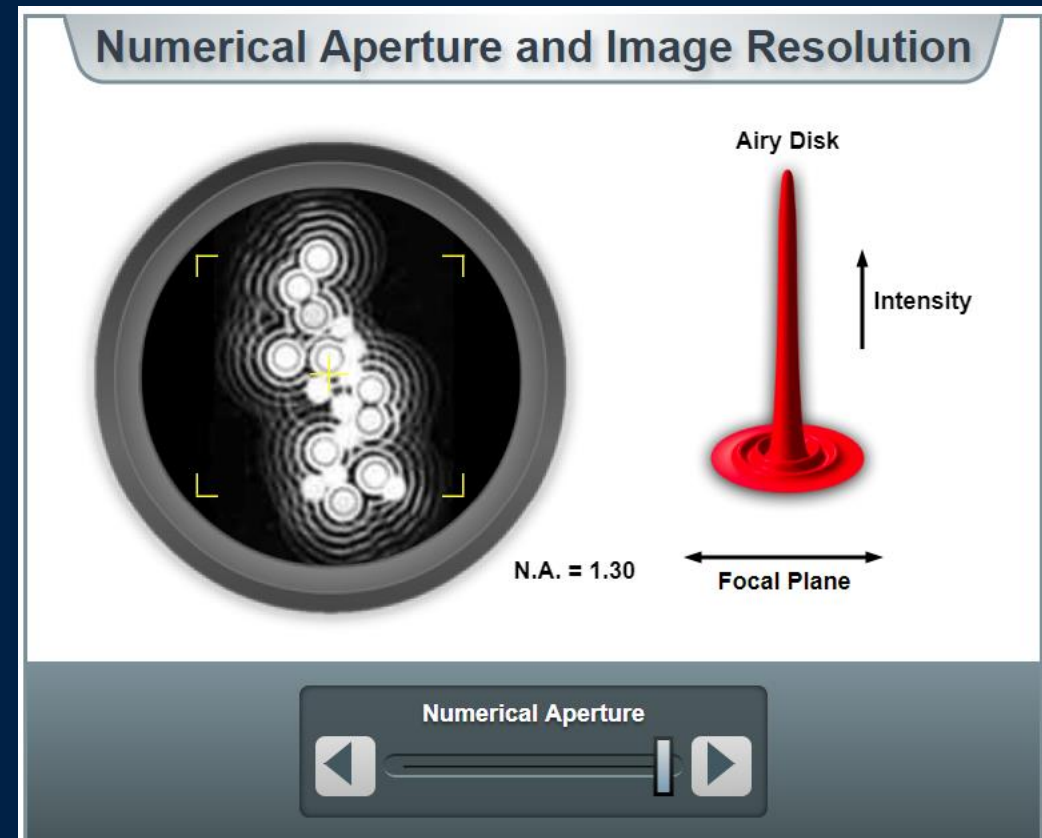 Numerical Aperture and Image Resolution
Airy Disk
Intensity
N.A. = 1.30
Focal Plane
Numerical Aperture